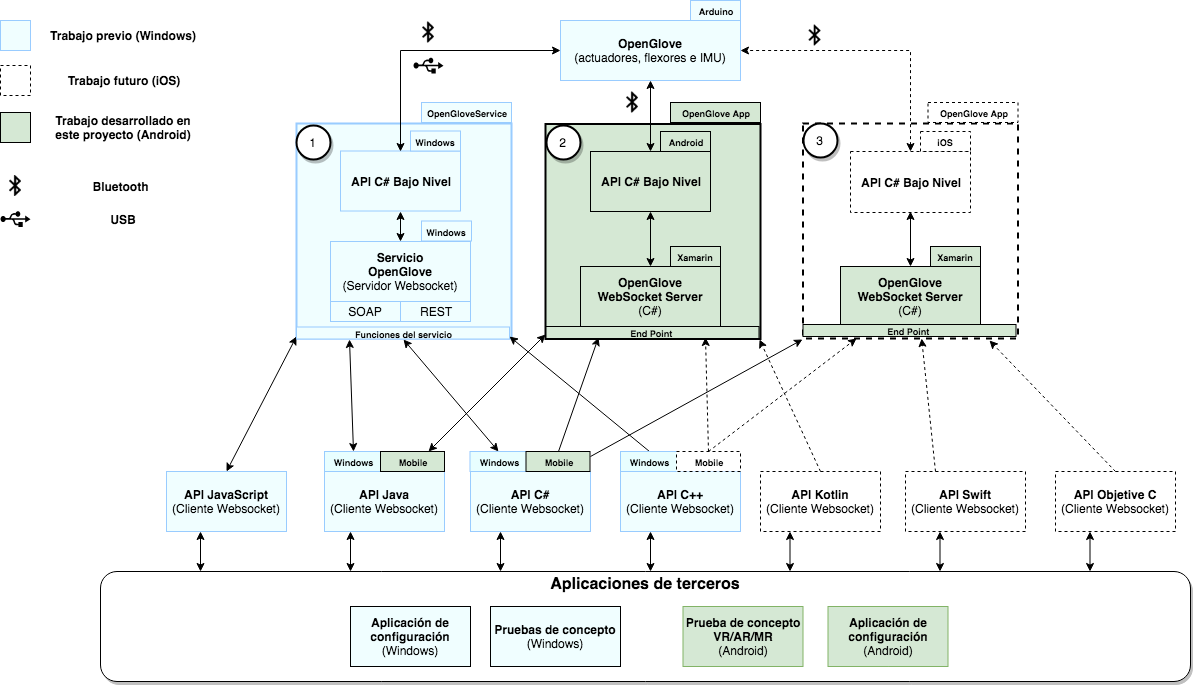 Arduino
OpenGlove
(actuadores, flexores e IMU)
Trabajo previo (Windows)
Trabajo futuro (iOS)
Trabajo desarrollado en
este proyecto (Android)
Bluetooth
USB
OpenGloveService
1
Windows
API C# Bajo Nivel
Windows
Servicio
OpenGlove
(Servidor Websocket)
SOAP
REST
Funciones del servicio
OpenGlove App
2
Android
API C# Bajo Nivel
Xamarin
OpenGlove
WebSocket Server
(C#)
End Point
OpenGlove App
3
iOS
API C# Bajo Nivel
Xamarin
OpenGlove
WebSocket Server
(C#)
End Point
API JavaScript
(Cliente Websocket)
Windows
Mobile
API Java
(Cliente Websocket)
Windows
Mobile
API C#
(Cliente Websocket)
Windows
Mobile
API C++
(Cliente Websocket)
API Kotlin
(Cliente Websocket)
API Swift
(Cliente Websocket)
API Objetive C
(Cliente Websocket)
Aplicaciones de terceros
Aplicación de
configuración
(Windows)
Pruebas de concepto
(Windows)
Prueba de concepto
VR/AR/MR
(Android)
Aplicación de
configuración
(Android)